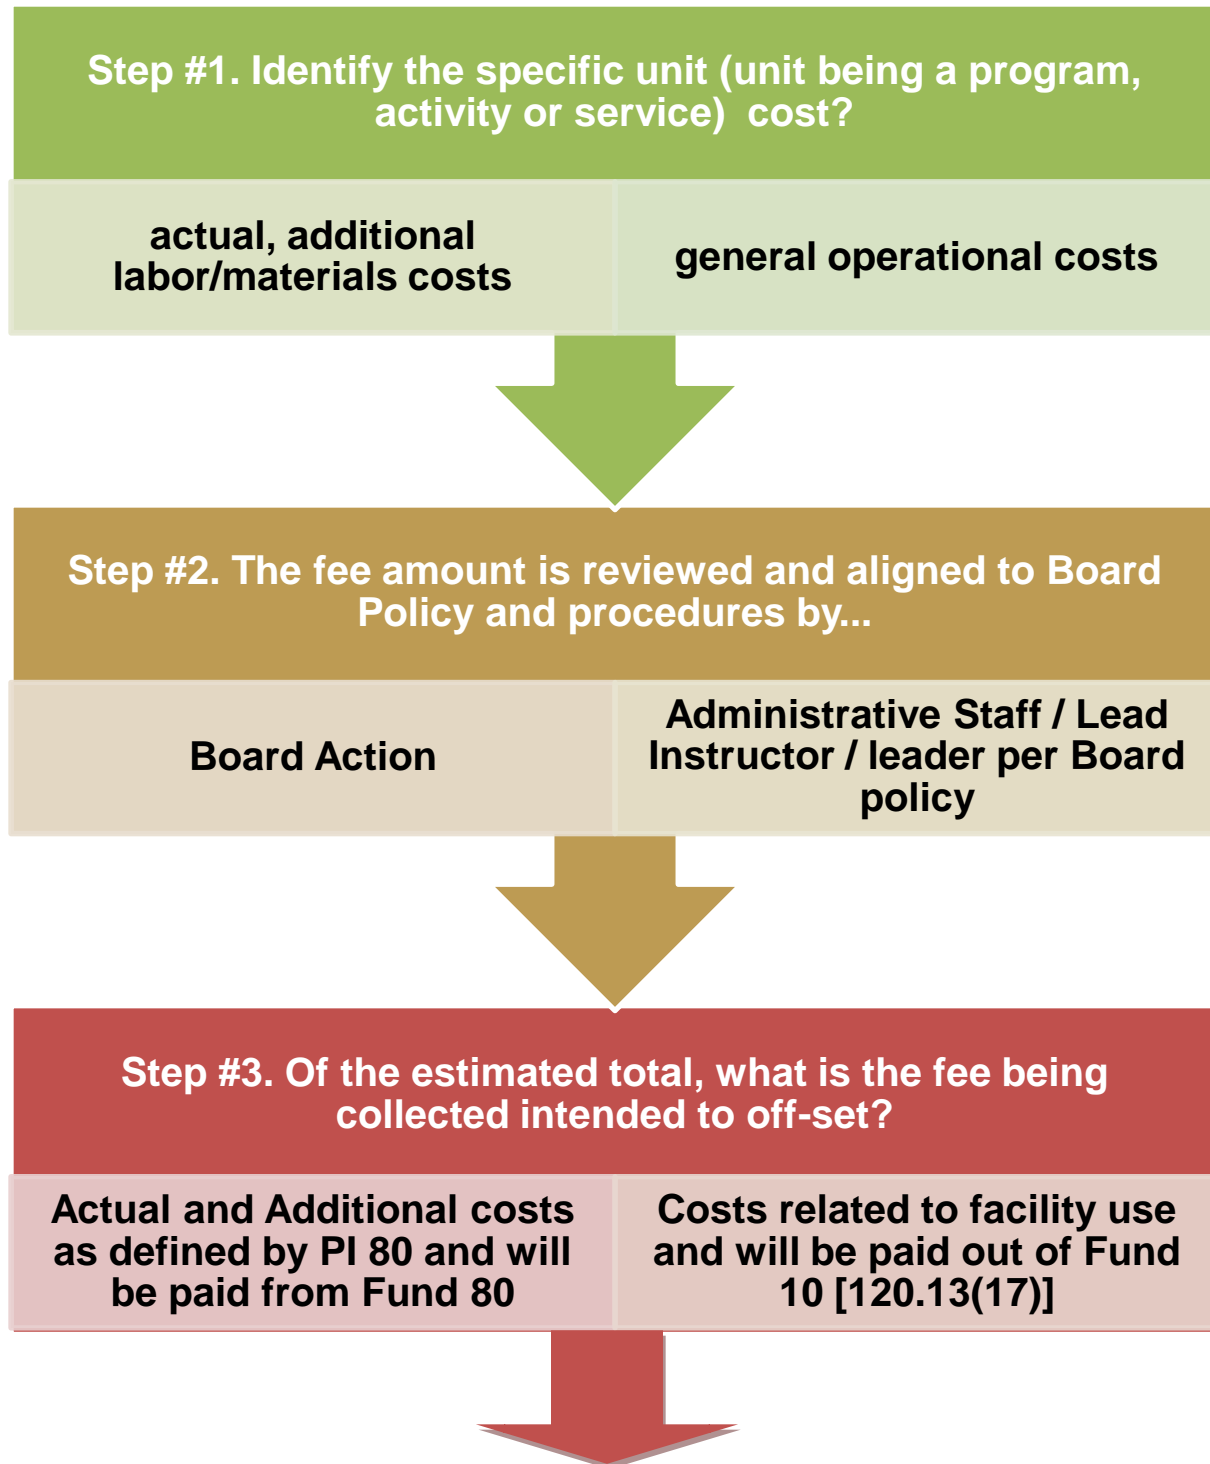 Step #1. Identify the specific unit (unit being a program,
activity or service)  cost?
actual, additional
labor/materials costs
general operational costs
Step #2. The fee amount is reviewed and aligned to Board
Policy and procedures by...
Board Action
Administrative Staff / Lead
Instructor / leader per Board
policy
Step #3. Of the estimated total, what is the fee being
collected intended to off-set?
Actual and Additional costs
as defined by PI 80 and will
be paid from Fund 80
Costs related to facility use
and will be paid out of Fund
10 [120.13(17)]